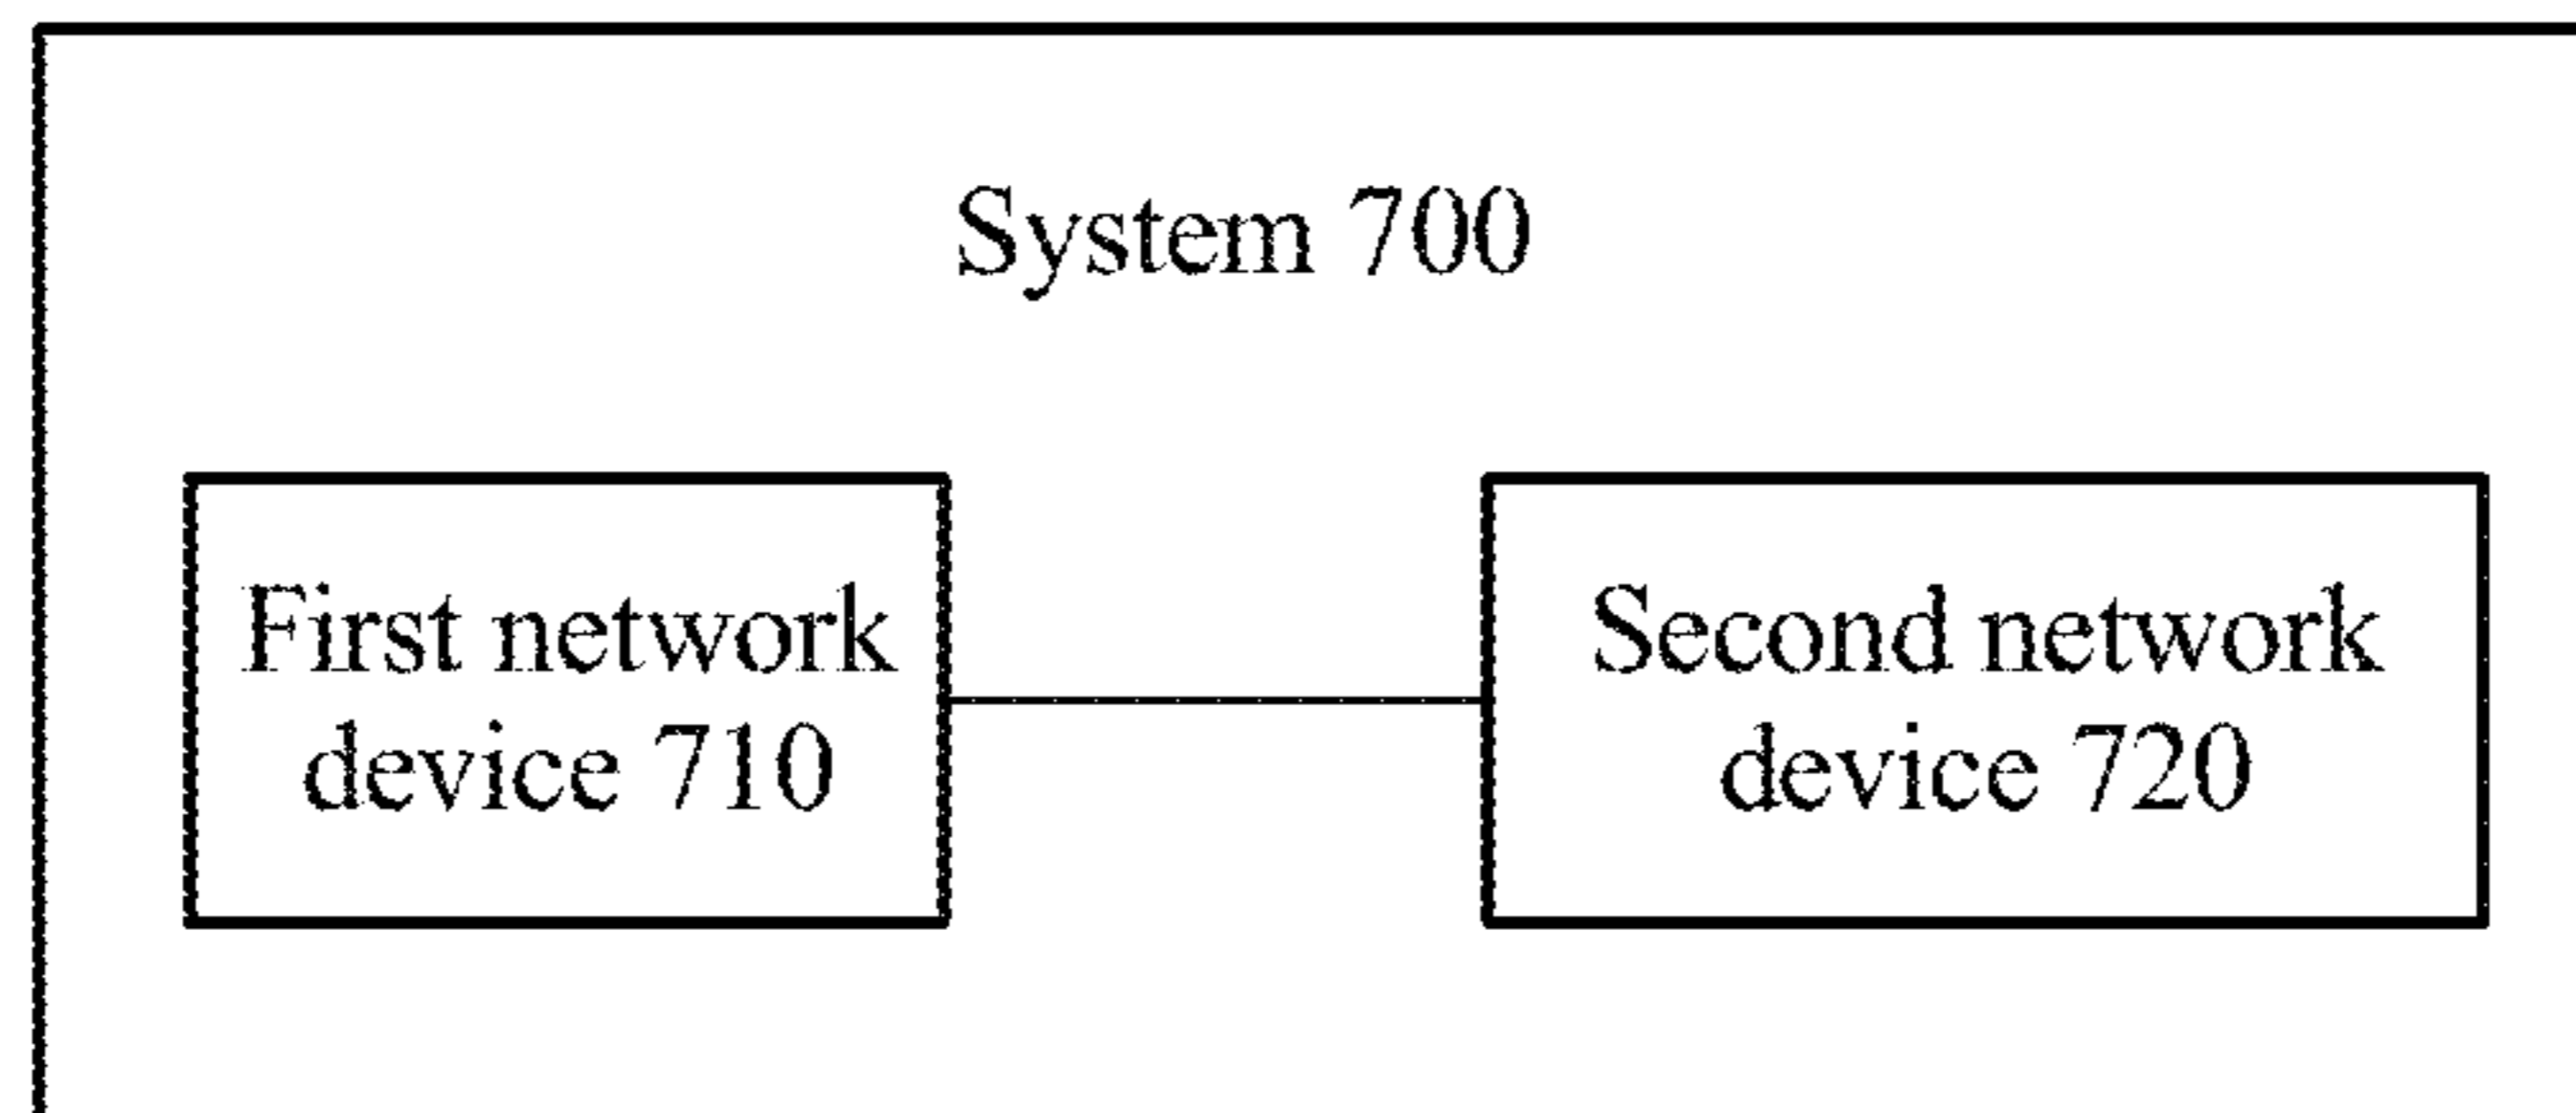 System 700
First network
device 710
Second network
device 720